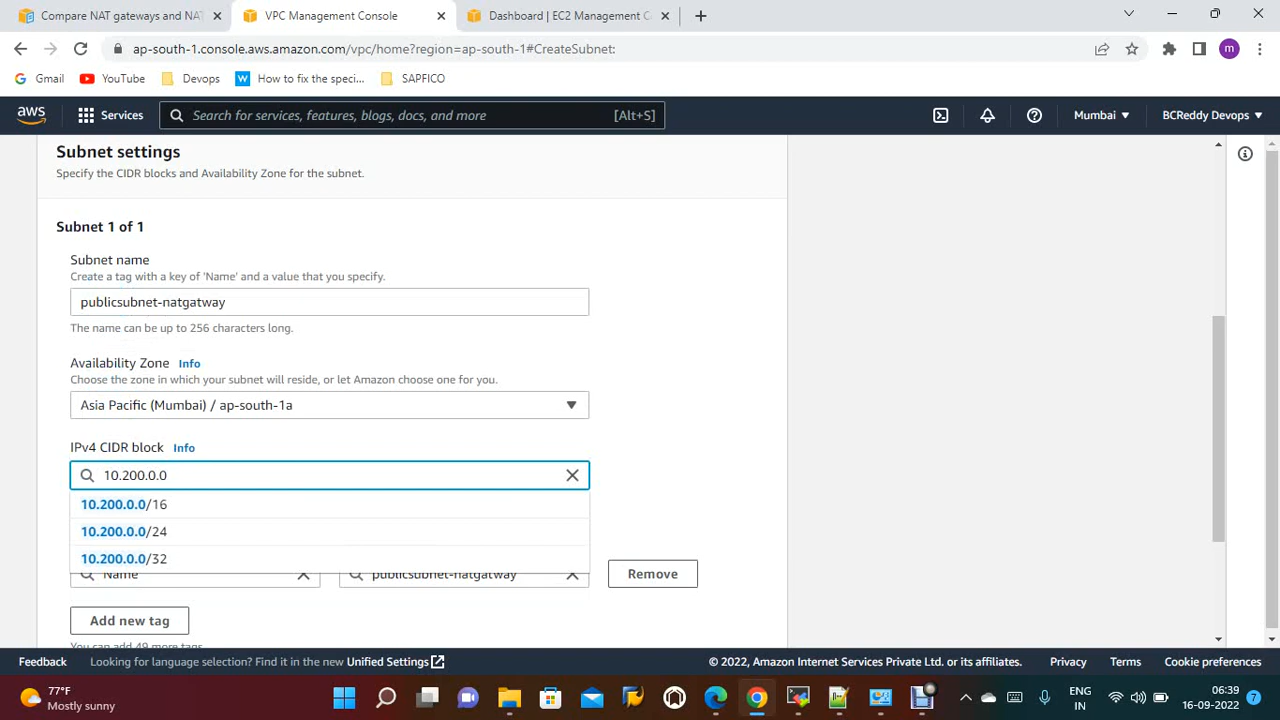 Compare NAT gateways and NAT
VPC Management Console
Dashboard | EC2 Management C
ap-south-1.console.aws.amazon.com/vpc/home?region=ap-south-1#CreateSubnet:
m
Gmail
YouTube
Devops
How to fix the speci...
SAPFICO
aws
Services
Search for services, features, blogs, docs, and more
[Alt+S]
Mumbai
BCReddy Devops
Subnet settings
Specify the CIDR blocks and Availability Zone for the subnet.
Subnet 1 of 1
Subnet name
Create a tag with a key of 'Name' and a value that you specify.
publicsubnet-natgatway
The name can be up to 256 characters long.
Availability Zone Info
Choose the zone in which your subnet will reside, or let Amazon choose one for you.
Asia Pacific (Mumbai) / ap-south-1a
IPv4 CIDR block Info
10.200.0.0
10.200.0.0/16
10.200.0.0/24
10.200.0.0/32
Name
publicsubnet-natgatway
Remove
Add new tag
You can add 49 more tags.
Feedback
Looking for language selection? Find it in the new Unified Settings
© 2022, Amazon Internet Services Private Ltd. or its affiliates.
Privacy
Terms
Cookie preferences
77°F
Mostly sunny
ENG
IN
06:39
16-09-2022
7